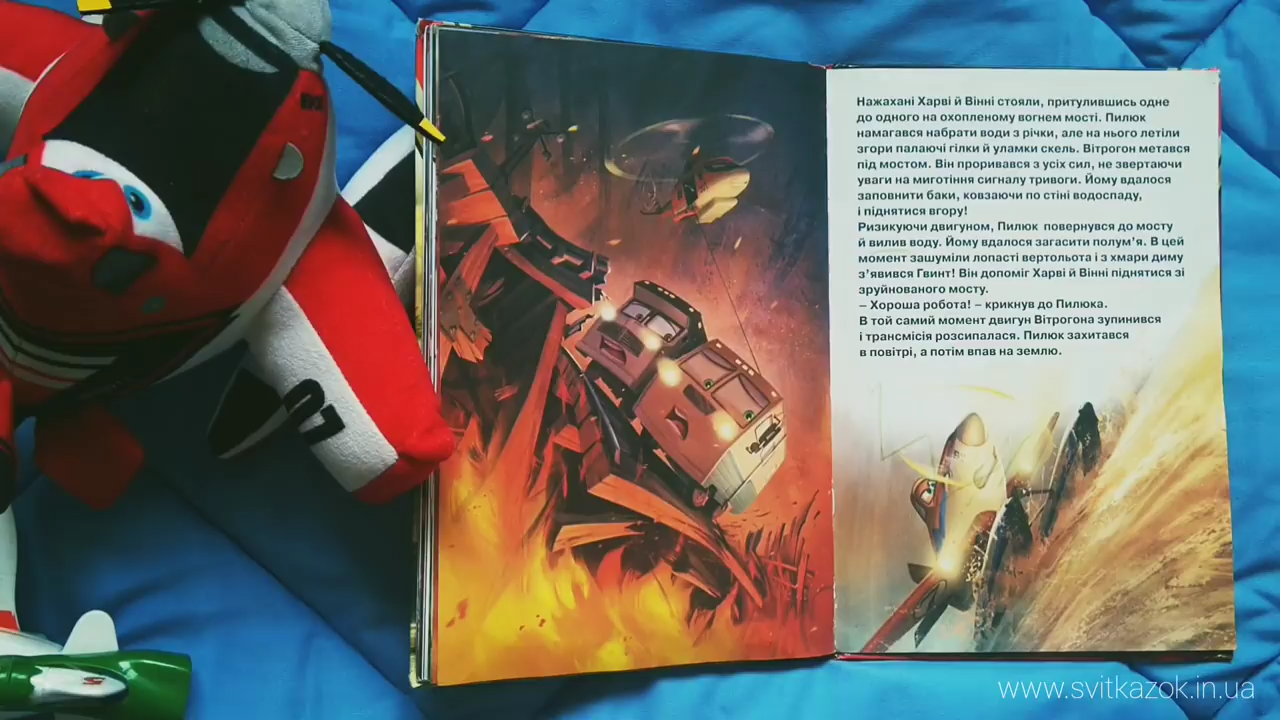 Нажахані Харві й Вінні стояли, притулившись одне
до одного на охопленому вогнем мості. Пилюк
намагався набрати води з річки, але на нього летіли
згори палаючі гілки й уламки скель. Вітрогон метався
під мостом. Він проривався з усіх сил, не звертаючи
уваги на миготіння сигналу тривоги. Йому вдалося
заповнити баки, ковзаючи по стіні водоспаду,
і піднятися вгору!
Ризикуючи двигуном, Пилюк повернувся до мосту
й вилив воду. Йому вдалося загасити полум’я. В цей
момент зашуміли лопасті вертольота і з хмари диму
з’явився Гвинт! Він допоміг Харві й Вінні піднятися зі
зруйнованого мосту.
– Хороша робота! – крикнув до Пилюка.
В той самий момент двигун Вітрогона зупинився
і трансмісія розсипалася. Пилюк захитався
в повітрі, а потім впав на землю.
www.svitkazok.in.ua